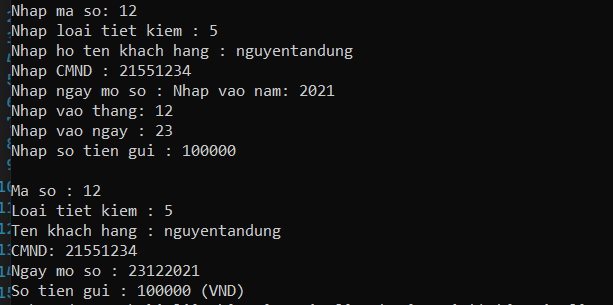 Nhap ma so: 12
Nhap loai tiet kiem : 5
Nhap ho ten khach hang : nguyentandung
Nhap CMND : 21551234
Nhap ngay mo so : Nhap vao nam: 2021
Nhap vao thang: 12
Nhap vao ngay : 23
Nhap so tien gui : 100000
Ma so : 12
Loai tiet kiem : 5
Ten khach hang : nguyentandung
CMND: 21551234
Ngay mo so : 23122021
So tien gui : 100000 (VND)